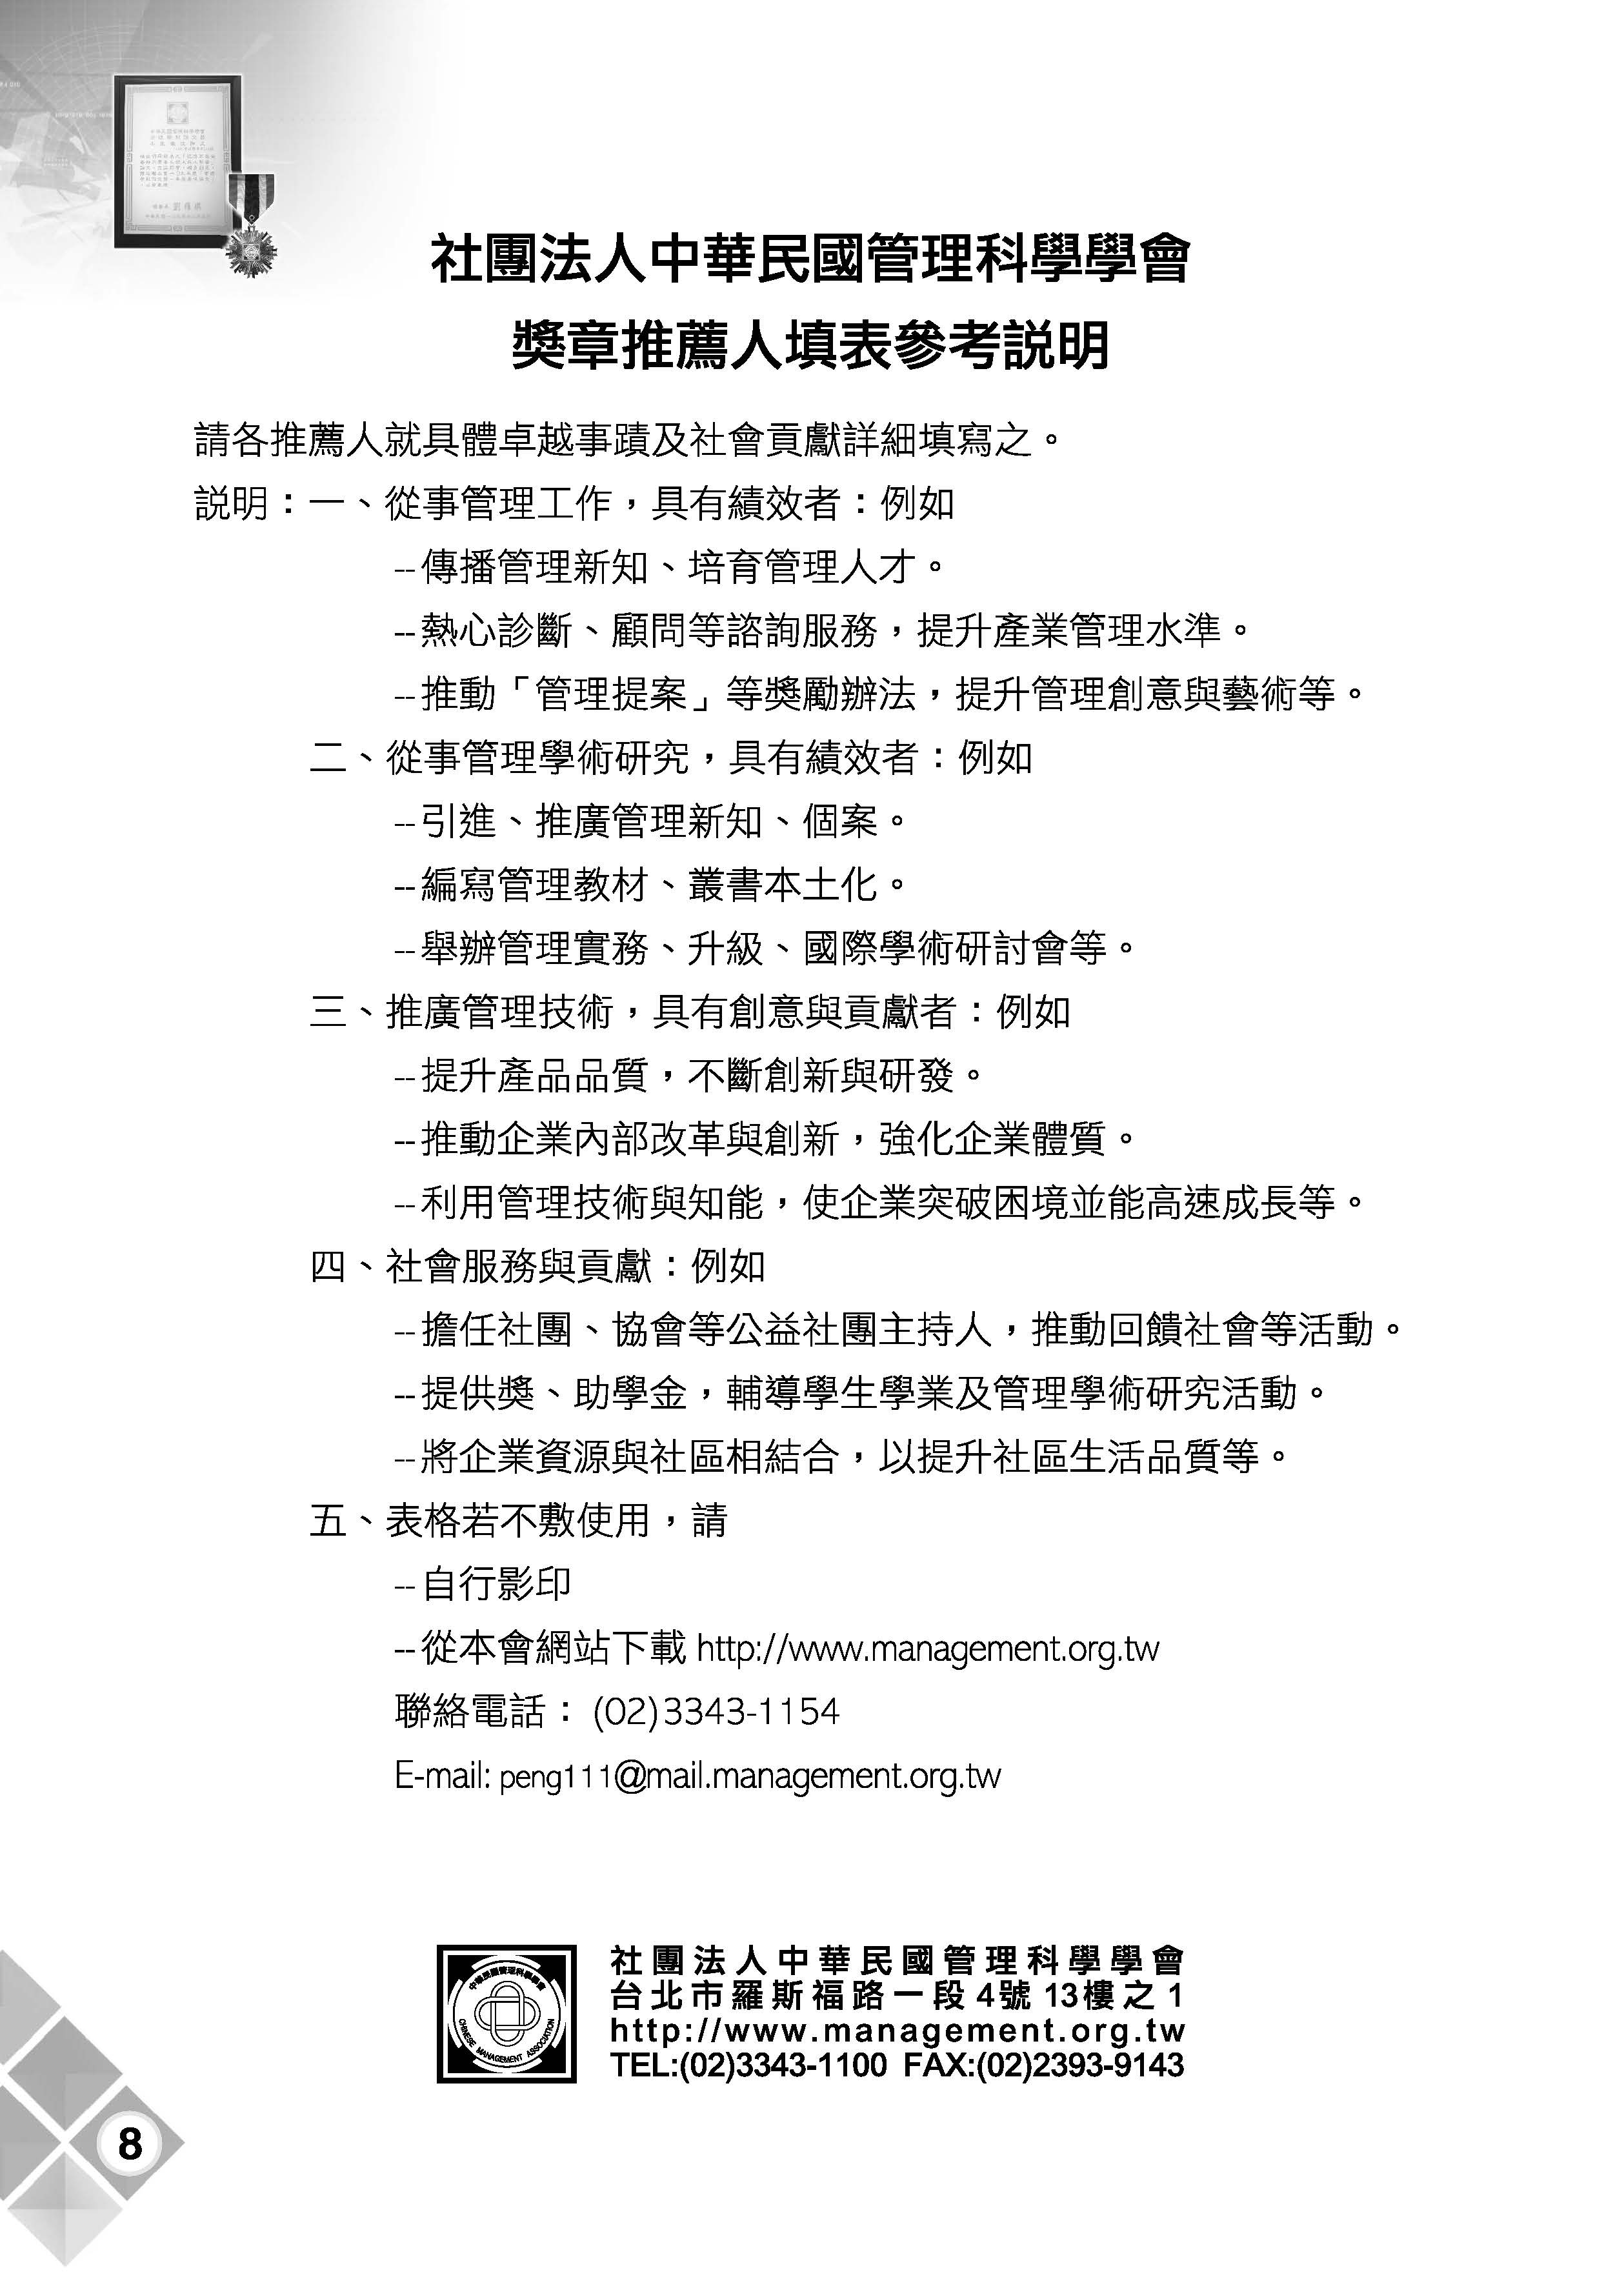 社團法人中華民國管理科學學會
獎章推薦人填表參考説明
請各推薦人就具體卓越事蹟及社會貢獻詳細填寫之。
説明：一、從事管理工作，具有績效者：例如
--傳播管理新知、培育管理人才。
--熱心診斷、顧問等諮詢服務，提升產業管理水準。
--推動「管理提案」等獎勵辦法，提升管理創意與藝術等。
二、從事管理學術研究，具有績效者：例如
--引進、推廣管理新知、個案。
--編寫管理教材、叢書本土化。
--舉辦管理實務、升級、國際學術研討會等。
三、推廣管理技術，具有創意與貢獻者：例如
--提升產品品質，不斷創新與研發。
--推動企業內部改革與創新，強化企業體質。
--利用管理技術與知能，使企業突破困境並能高速成長等。
四、社會服務與貢獻：例如
--擔任社團、協會等公益社團主持人，推動回饋社會等活動。
--提供獎、助學金，輔導學生學業及管理學術研究活動。
--將企業資源與社區相結合，以提升社區生活品質等。
五、表格若不敷使用，請
--自行影印
--從本會網站下載 http://www.management.org.tw
聯絡電話： (02)3343-1154
E-mail: peng111@mail.management.org.tw
中華民國管理科學學會
CHINESE MANAGEMENT ASSOCIATION
社團法人中華民國管理科學學會
台北市羅斯福路一段4號13樓之1
http://www.management.org.tw
TEL:(02)3343-1100 FAX:(02)2393-9143
8